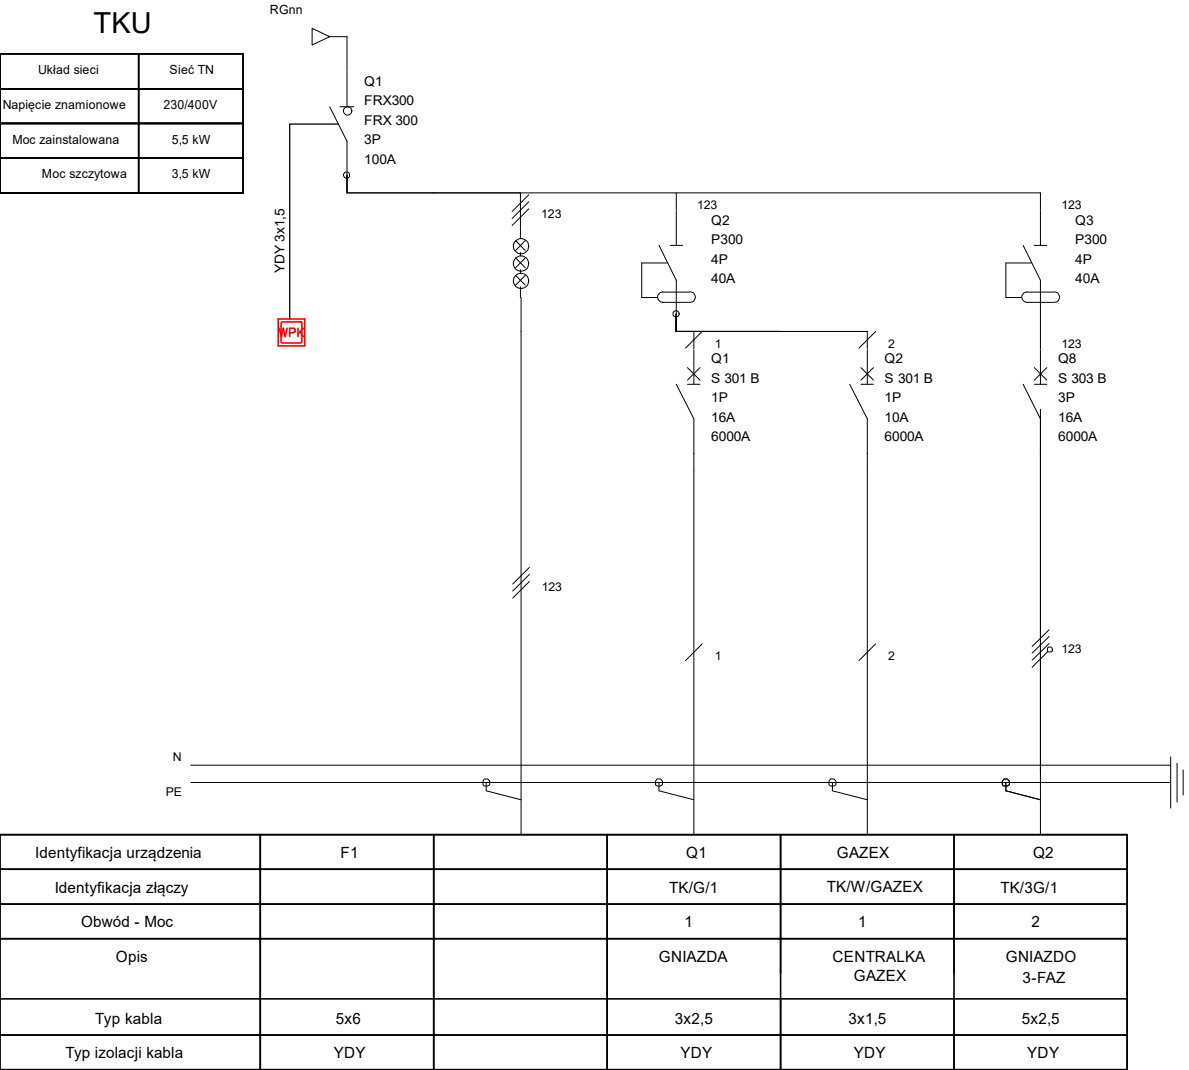 TKU
RGnn
Układ sieci Sieć TN
Napięcie znamionowe 230/400V
Moc zainstalowana 5,5 kW
Moc szczytowa 3,5 kW
Q1
FRX300
FRX 300
3P
100A
YDY 3x1,5
WPK
123
123
Q2
P300
4P
40A
123
Q3
P300
4P
40A
1
Q1
S 301 B
1P
16A
6000A
2
Q2
S 301 B
1P
10A
6000A
123
Q8
S 303 B
3P
16A
6000A
123
1
2
123
N
PE
Identyfikacja urządzenia F1 Q1 GAZEX Q2
Identyfikacja złączy TK/G/1 TK/W/GAZEX TK/3G/1
Obwód - Moc 1 1 2
Opis GNIAZDA CENTRALKA GNIAZDO
GAZEX 3-FAZ
Typ kabla 5x6 3x2,5 3x1,5 5x2,5
Typ izolacji kabla YDY YDY YDY YDY